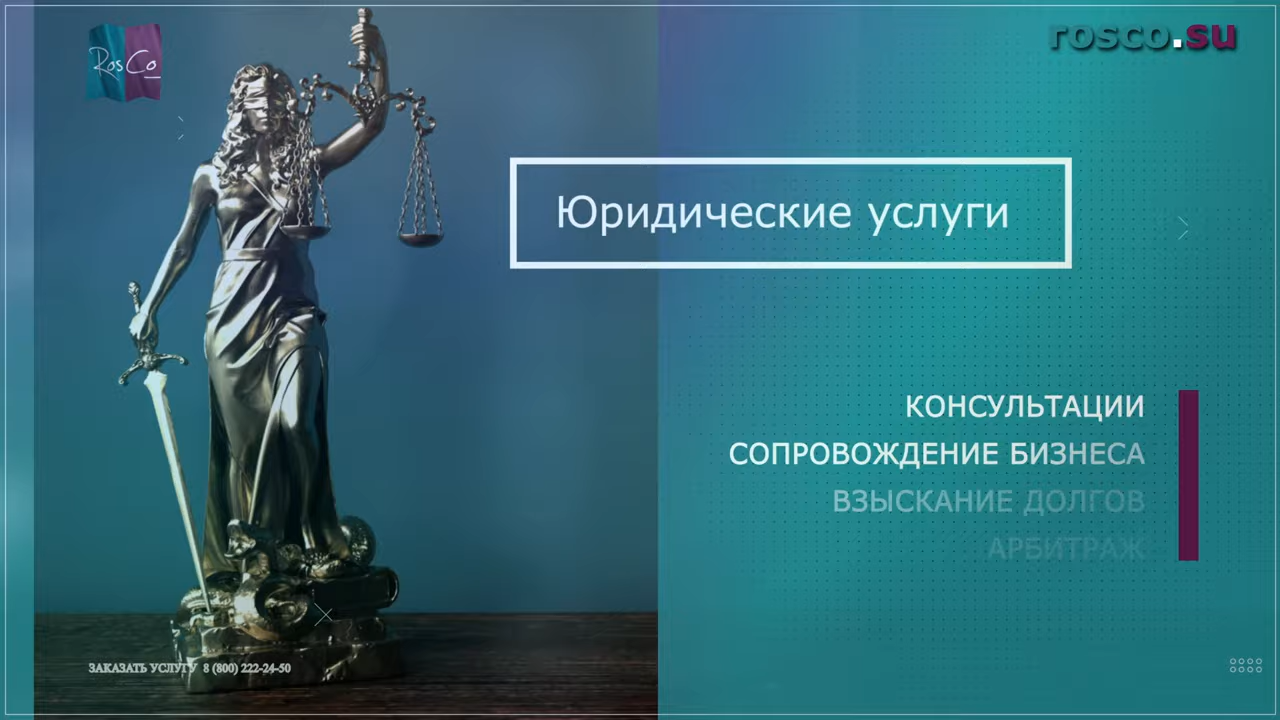 RosCo
rosco.su
Юридические услуги
КОНСУЛЬТАЦИИ
СОПРОВОЖДЕНИЕ БИЗНЕСА
ВЗЫСКАНИЕ ДОЛГОВ
АРБИТРАЖ
ЗАКАЗАТЬ УСЛУГУ 8 (800) 222-24-50